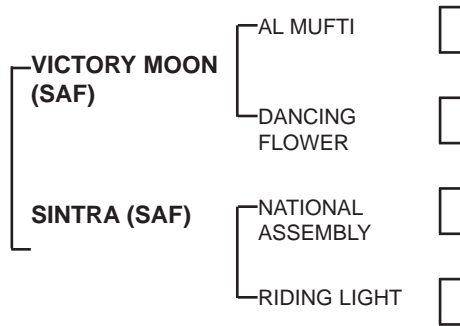 AL MUFTI
VICTORY MOON
(SAF)
DANCING
FLOWER
SINTRA (SAF)
NATIONAL
ASSEMBLY
RIDING LIGHT